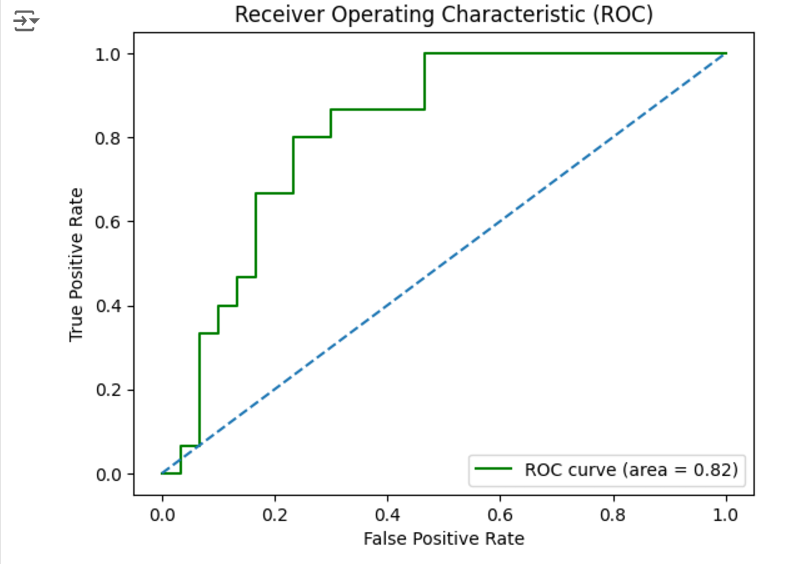 Receiver Operating Characteristic (ROC)
1.0
0.8
0.6
0.4
0.2
0.0
True Positive Rate
ROC curve (area = 0.82)
0.0 0.2 0.4 0.6 0.8 1.0
False Positive Rate